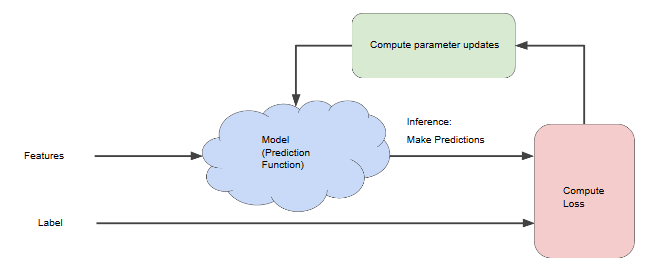 Compute parameter updates
Inference:
Make Predictions
Model
(Prediction
Function)
Features
Compute
Loss
Label